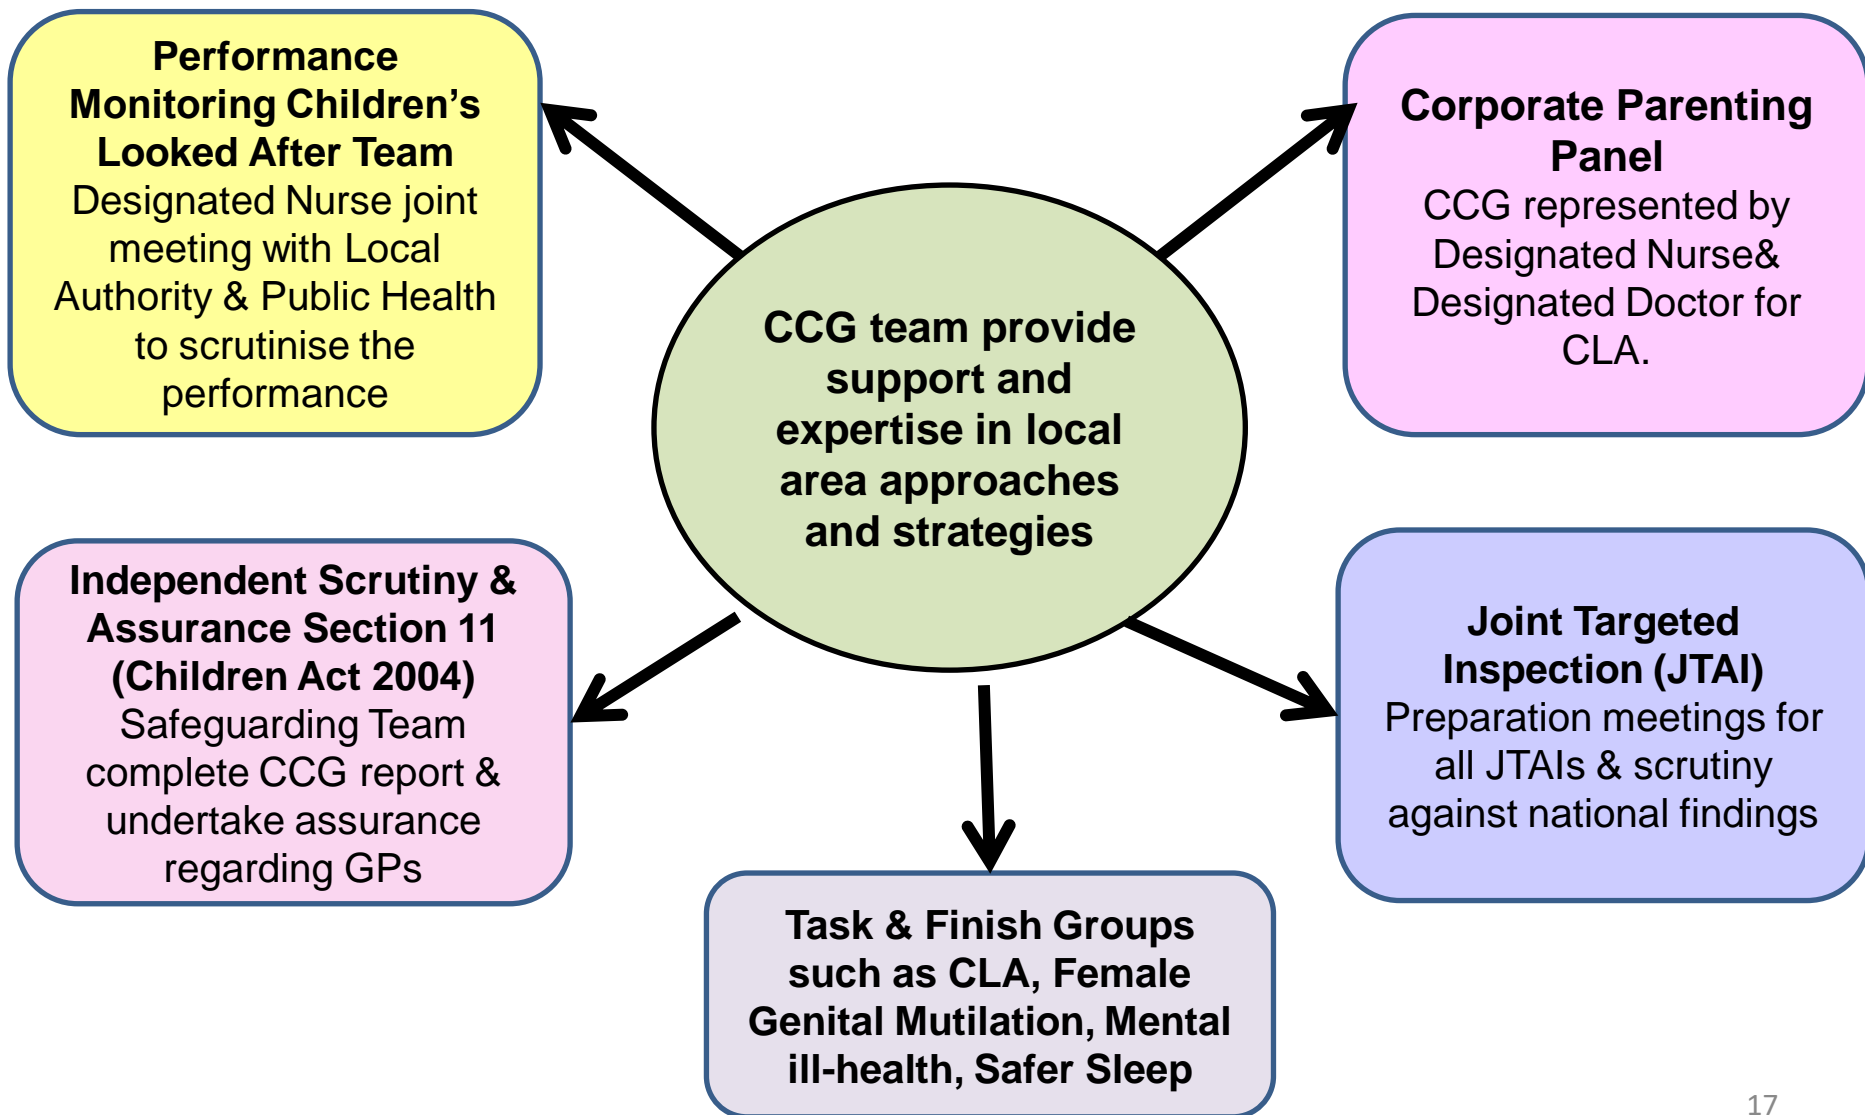 Performance
Monitoring Children’s
Looked After Team
Designated Nurse joint
meeting with Local
Authority & Public Health
to scrutinise the
performance
Corporate Parenting
Panel
CCG represented by
Designated Nurse&
Designated Doctor for
CLA.
CCG team provide
support and
expertise in local
area approaches
and strategies
Independent Scrutiny &
Assurance Section 11
(Children Act 2004)
Safeguarding Team
complete CCG report &
undertake assurance
regarding GPs
Joint Targeted
Inspection (JTAI)
Preparation meetings for
all JTAIs & scrutiny
against national findings
Task & Finish Groups
such as CLA, Female
Genital Mutilation, Mental
ill-health, Safer Sleep
17